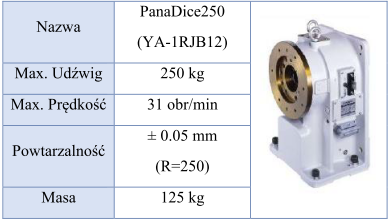 Nazwa
PanaDice250
(YA-1RJB12)
Max. Udźwig
250 kg
Max. Prędkość
31 obr/min
Powtarzalność
± 0.05 mm
(R=250)
Masa
125 kg